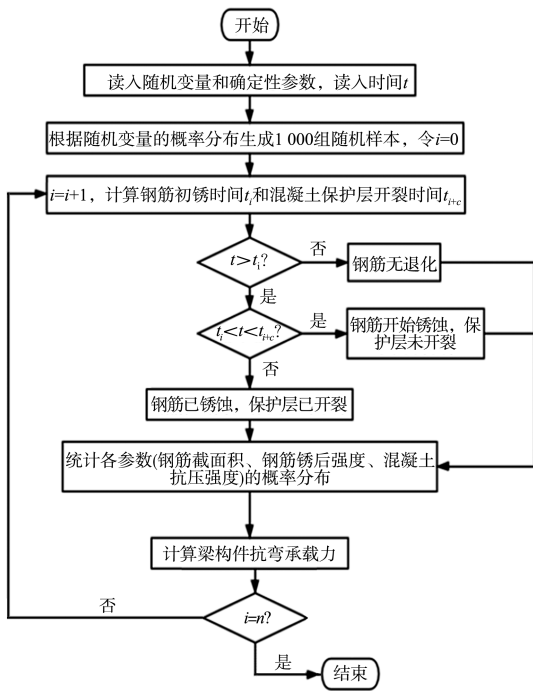 开始
读入随机变量和确定性参数，读入时间t
根据随机变量的概率分布生成1 000组随机样本，令i=0
i=i+1，计算钢筋初锈时间ti和混凝土保护层开裂时间ti+c
t>ti?
否
钢筋无退化
是
ti<t<ti+c?
是
钢筋开始锈蚀，保
护层未开裂
否
钢筋已锈蚀，保护层已开裂
统计各参数(钢筋截面积、钢筋锈后强度、混凝土
抗压强度)的概率分布
计算梁构件抗弯承载力
否
i=n?
是
结束